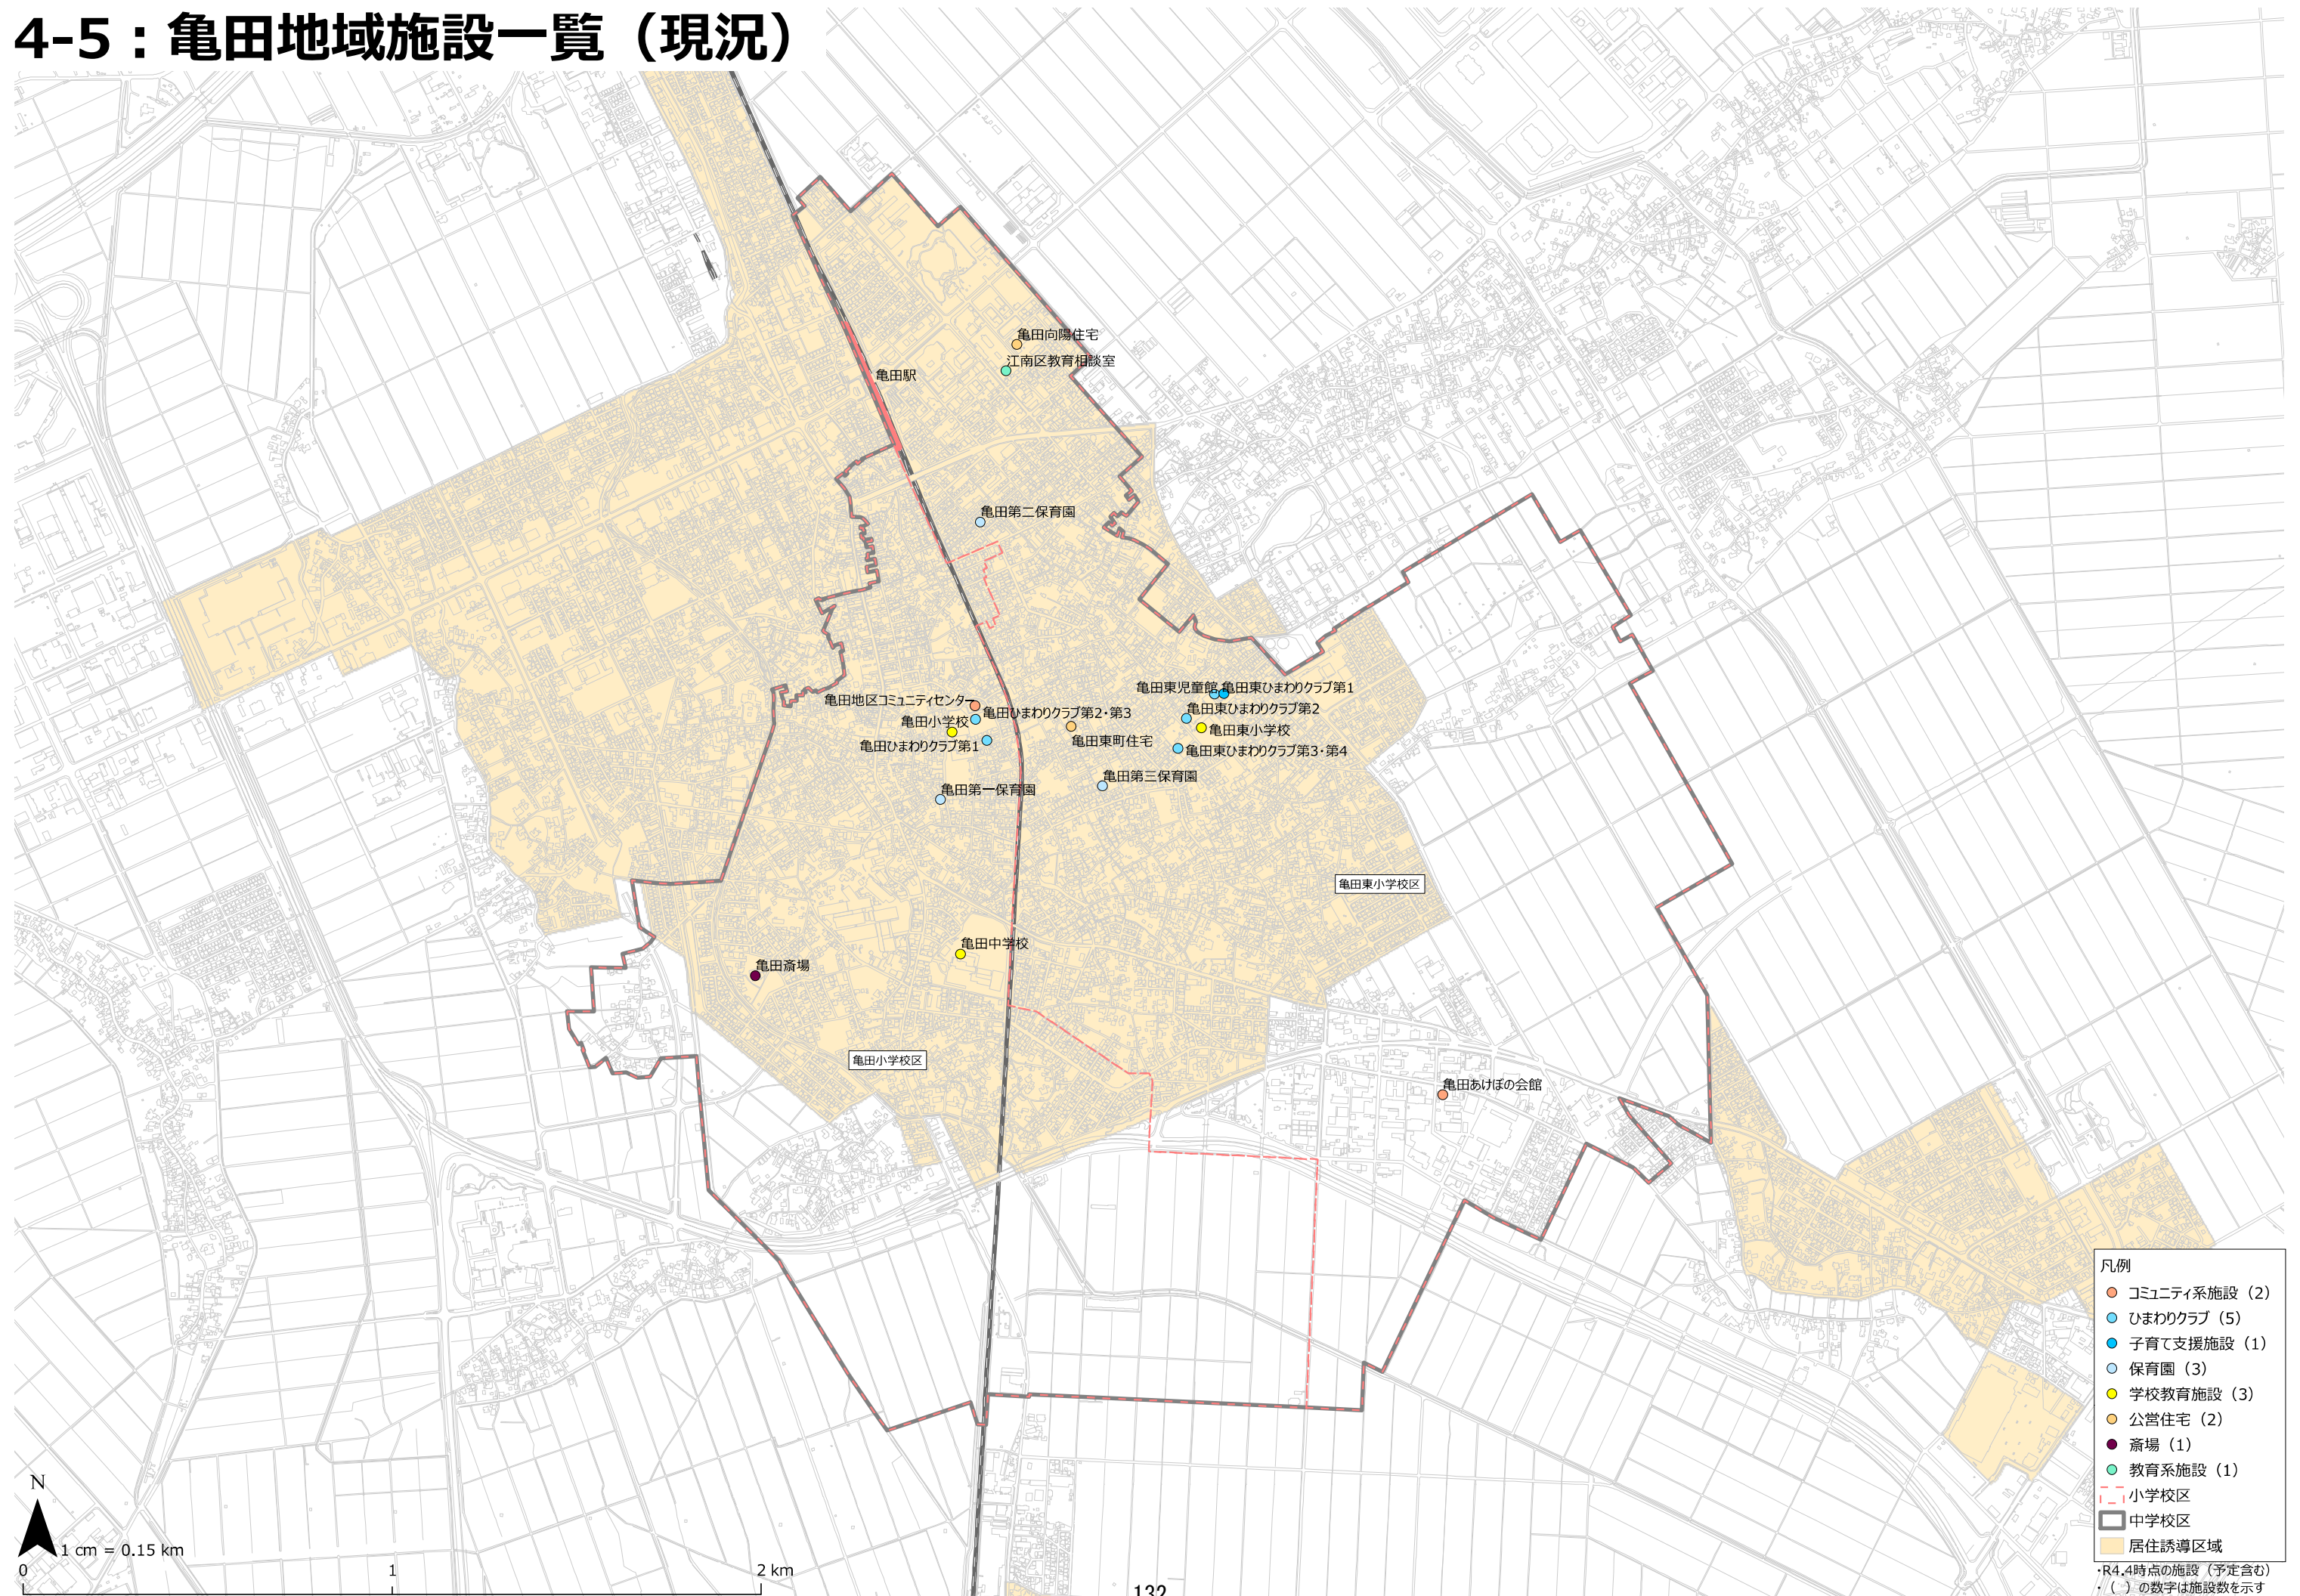 4-5：亀田地域施設一覧（現況）
亀田向陽住宅
江南区教育相談室
亀田駅
亀田第二保育園
亀田東児童館
亀田東ひまわりクラブ第1
亀田地区コミュニティセンター
亀田ひまわりクラブ第2・第3
亀田東ひまわりクラブ第2
亀田小学校
亀田東小学校
亀田ひまわりクラブ第1
亀田東町住宅
亀田東ひまわりクラブ第3・第4
亀田第三保育園
亀田第一保育園
亀田東小学校区
亀田中学校
亀田斎場
亀田小学校区
亀田あけぼの会館
凡例
コミュニティ系施設（2）
ひまわりクラブ（5）
子育て支援施設（1）
保育園（3）
学校教育施設（3）
公営住宅（2）
斎場（1）
教育系施設（1）
小学校区
中学校区
居住誘導区域
・R4.4時点の施設（予定含む）
・（　）の数字は施設数を示す
N
1 cm = 0.15 km
0 1 2 km
132